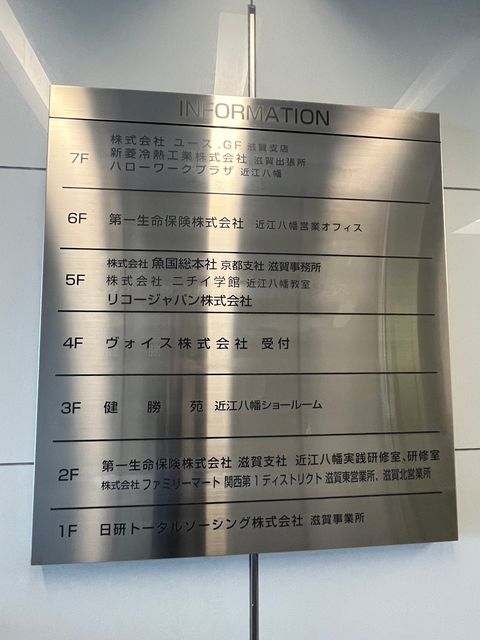 INFORMATION
7F 株式会社 ユース.GF 滋賀支店
新菱冷熱工業株式会社 滋賀出張所
ハローワークプラザ 近江八幡
6F 第一生命保険株式会社 近江八幡営業オフィス
5F 株式会社 魚国総本社 京都支社 滋賀事務所
株式会社 ニチイ学館 近江八幡教室
リコージャパン株式会社
4F ヴォイス株式会社 受付
3F 健勝苑 近江八幡ショールーム
2F 第一生命保険株式会社 滋賀支社 近江八幡実践研修室、研修室
株式会社 ファミリーマート 関西第1ディストリクト 滋賀東営業所、滋賀北営業所
1F 日研トータルソーシング株式会社 滋賀事業所